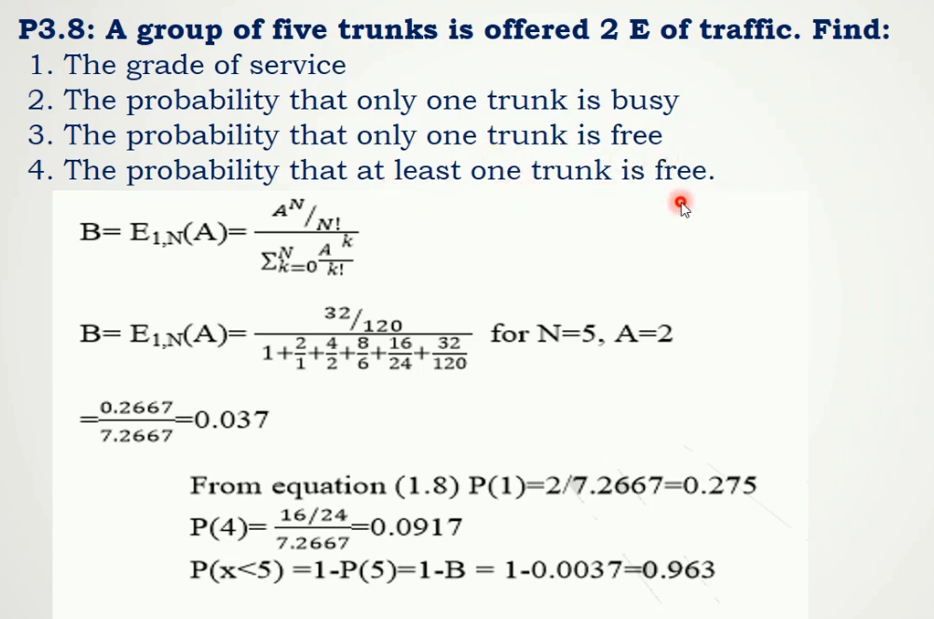 P3.8: A group of five trunks is offered 2 E of traffic. Find:
1. The grade of service
2. The probability that only one trunk is busy
3. The probability that only one trunk is free
4. The probability that at least one trunk is free.
B= E₁,N(A)= (Aᴺ/N!) / (Σᴺₖ₌₀ Aᵏ/k!)
B= E₁,N(A)= (32/120) / (1+2/1+4/2+8/6+16/24+32/120) for N=5, A=2
=0.2667/7.2667=0.037
From equation (1.8) P(1)=2/7.2667=0.275
P(4)= (16/24)/7.2667=0.0917
P(x<5) =1-P(5)=1-B = 1-0.0037=0.963